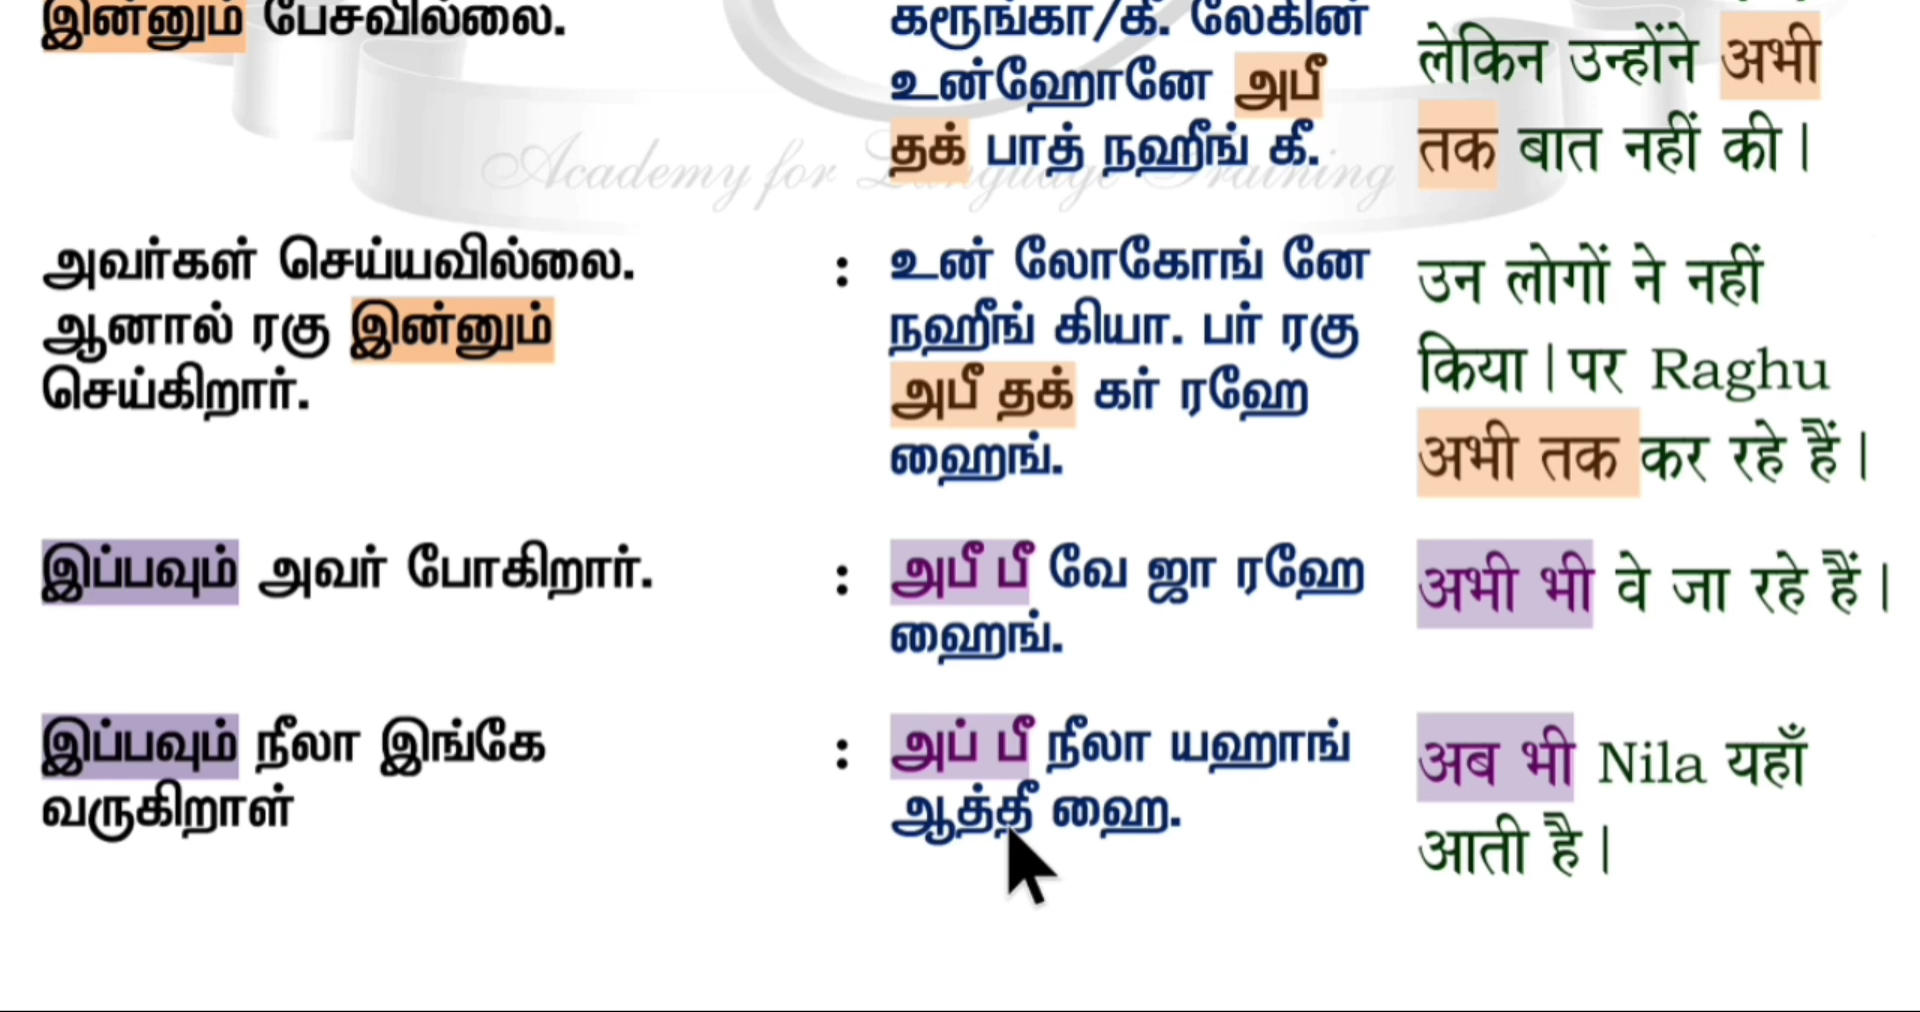 இன்னும் பேசவில்லை.
கரூங்கா/கீ. லேகின்
உன்ஹோனே அபீ
தக் பாத் நஹீங் கீ.
लेकिन उन्होंने अभी
तक बात नहीं की।
Academy for Language Training
அவர்கள் செய்யவில்லை.
ஆனால் ரகு இன்னும்
செய்கிறார்.
:
உன் லோகோங் னே
நஹீங் கியா. பர் ரகு
அபீ தக் கர் ரஹே
ஹைங்.
उन लोगों ने नहीं
किया।पर Raghu
अभी तक कर रहे हैं।
இப்பவும் அவர் போகிறார்.
:
அபீ பீ வே ஜா ரஹே
ஹைங்.
अभी भी वे जा रहे हैं।
இப்பவும் நீலா இங்கே
வருகிறாள்
:
அப் பீ நீலா யஹாங்
ஆத்தீ ஹை.
अब भी Nila यहाँ
आती है।